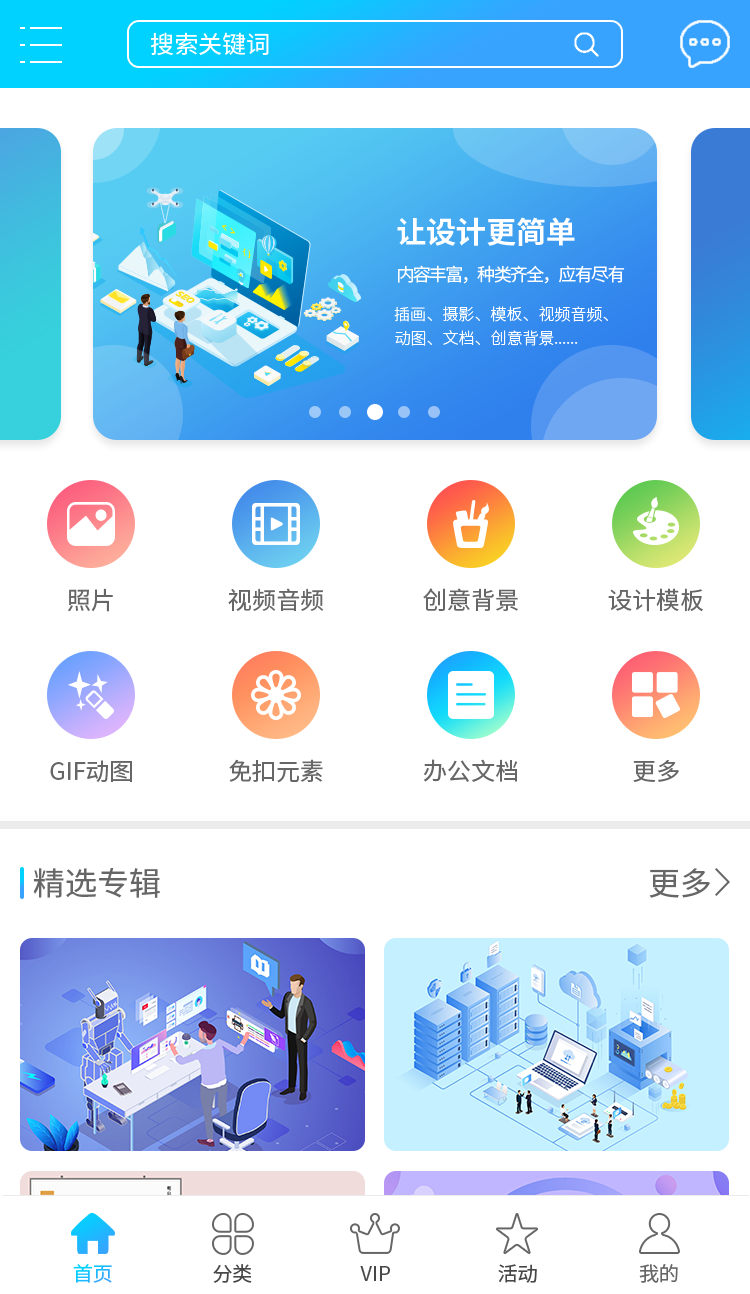 搜索关键词
让设计更简单
内容丰富，种类齐全，应有尽有
插画、摄影、模板、视频音频、
动图、文档、创意背景......
照片
视频音频
创意背景
设计模板
GIF动图
免扣元素
办公文档
更多
精选专辑
更多
首页
分类
VIP
活动
我的